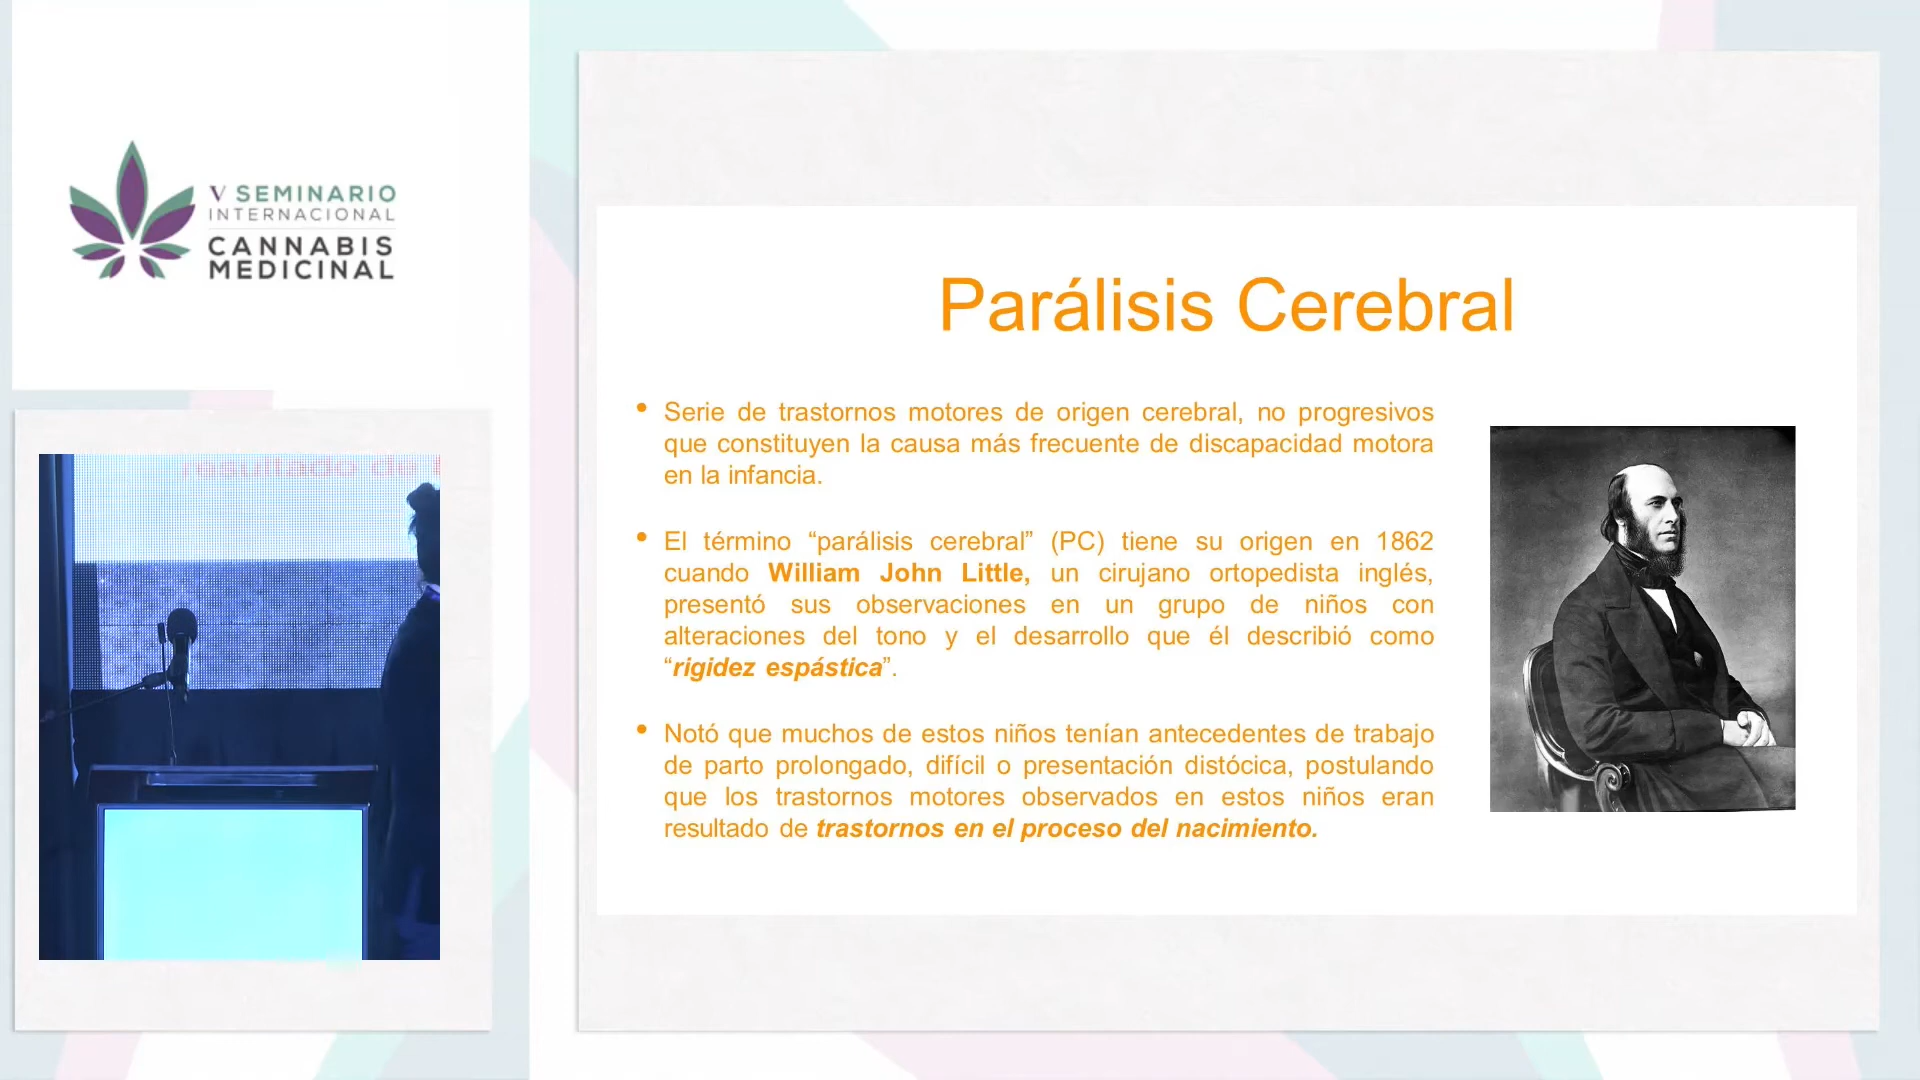 V SEMINARIO
INTERNACIONAL
CANNABIS
MEDICINAL
resultado de
Parálisis Cerebral
• Serie de trastornos motores de origen cerebral, no progresivos
que constituyen la causa más frecuente de discapacidad motora
en la infancia.
• El término “parálisis cerebral” (PC) tiene su origen en 1862
cuando William John Little, un cirujano ortopedista inglés,
presentó sus observaciones en un grupo de niños con
alteraciones del tono y el desarrollo que él describió como
“rigidez espástica”.
• Notó que muchos de estos niños tenían antecedentes de trabajo
de parto prolongado, difícil o presentación distócica, postulando
que los trastornos motores observados en estos niños eran
resultado de trastornos en el proceso del nacimiento.